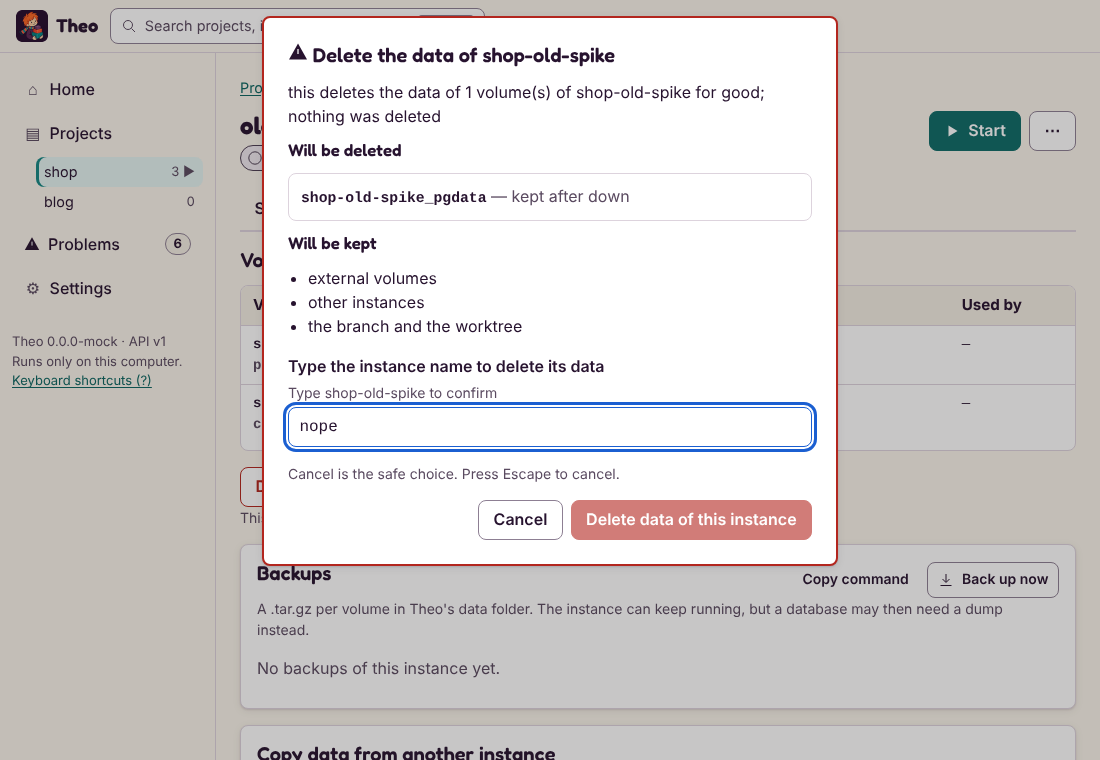 Theo
Search projects, i
Home
Projects
shop 3
blog 0
Problems 6
Settings
Theo 0.0.0-mock · API v1
Runs only on this computer.
Keyboard shortcuts (?)
Start
...
Delete the data of shop-old-spike
this deletes the data of 1 volume(s) of shop-old-spike for good;
nothing was deleted
Will be deleted
shop-old-spike_pgdata — kept after down
Will be kept
• external volumes
• other instances
• the branch and the worktree
Type the instance name to delete its data
Type shop-old-spike to confirm
nope
Cancel is the safe choice. Press Escape to cancel.
Cancel
Delete data of this instance
Used by
—
—
Backups
Copy command
Back up now
A .tar.gz per volume in Theo's data folder. The instance can keep running, but a database may then need a dump
instead.
No backups of this instance yet.
Copy data from another instance